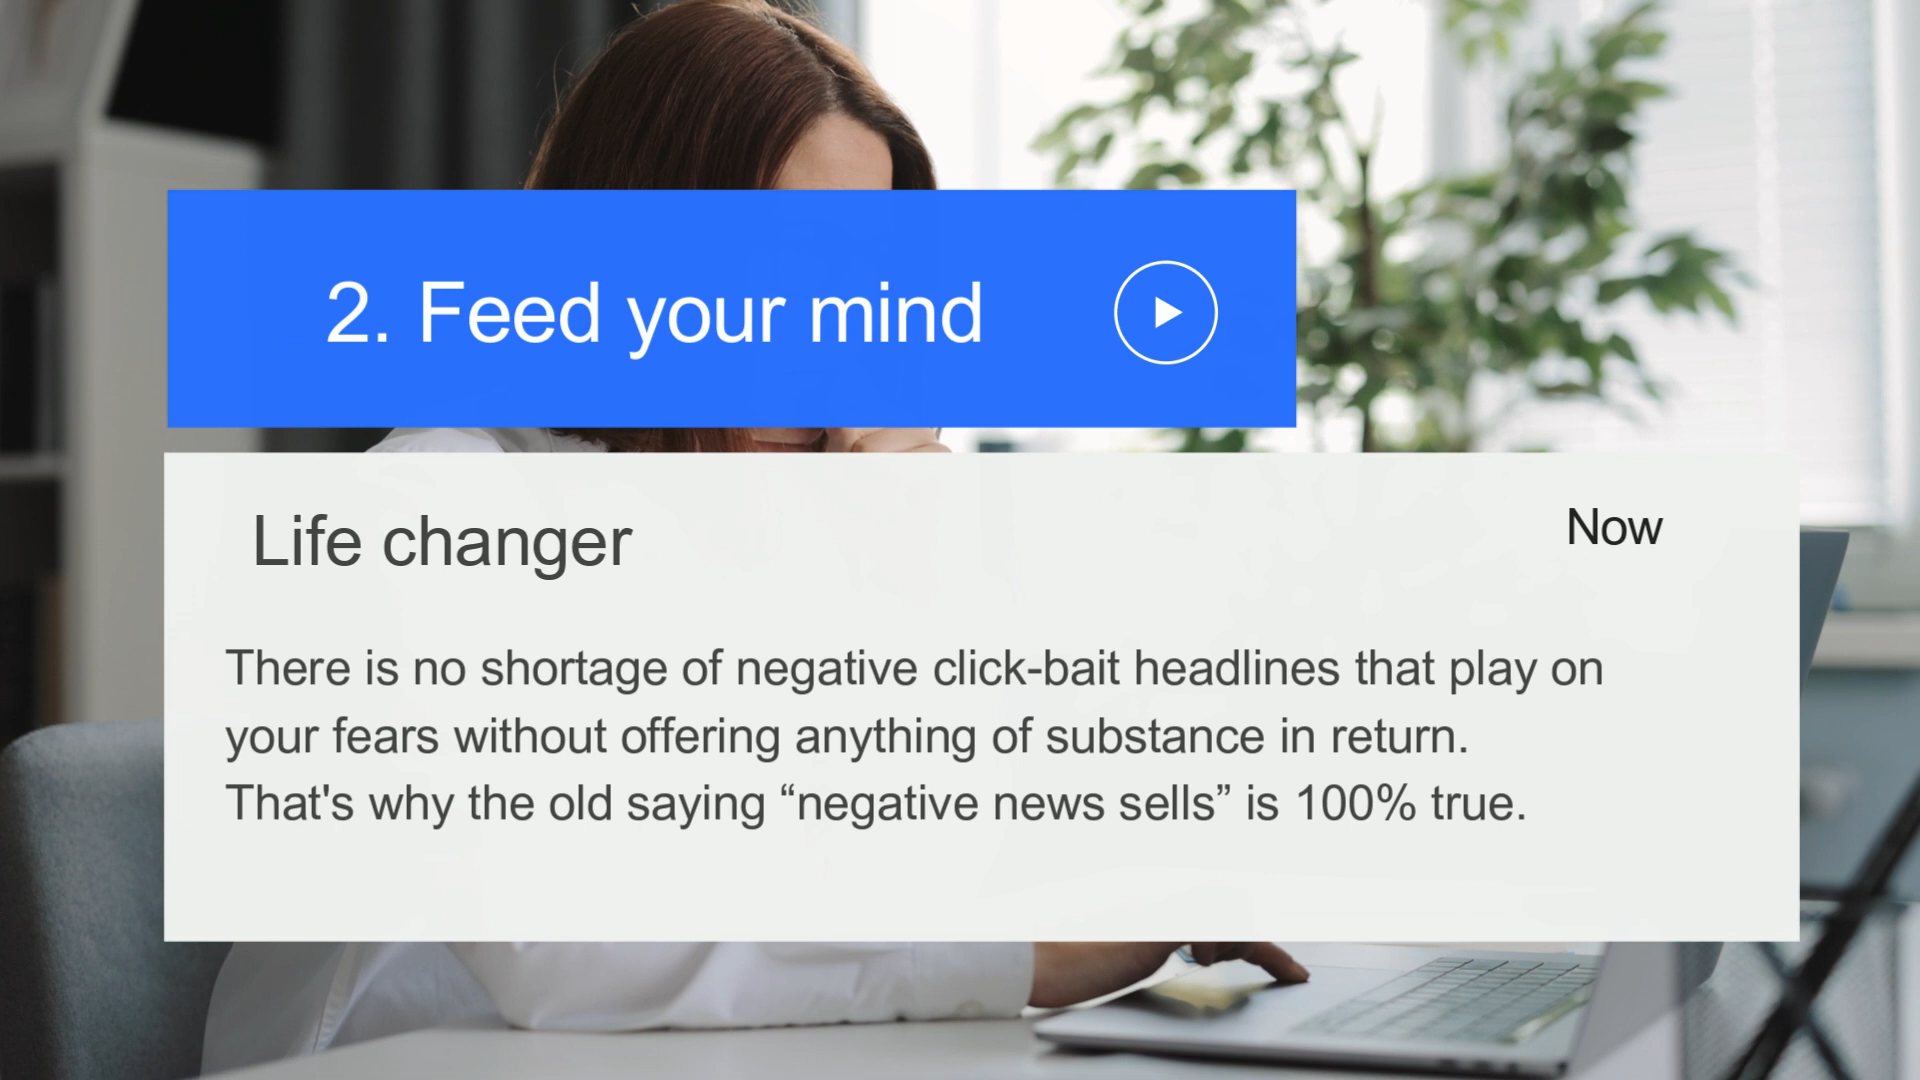 2. Feed your mind
Life changer
Now
There is no shortage of negative click-bait headlines that play on
your fears without offering anything of substance in return.
That's why the old saying “negative news sells” is 100% true.